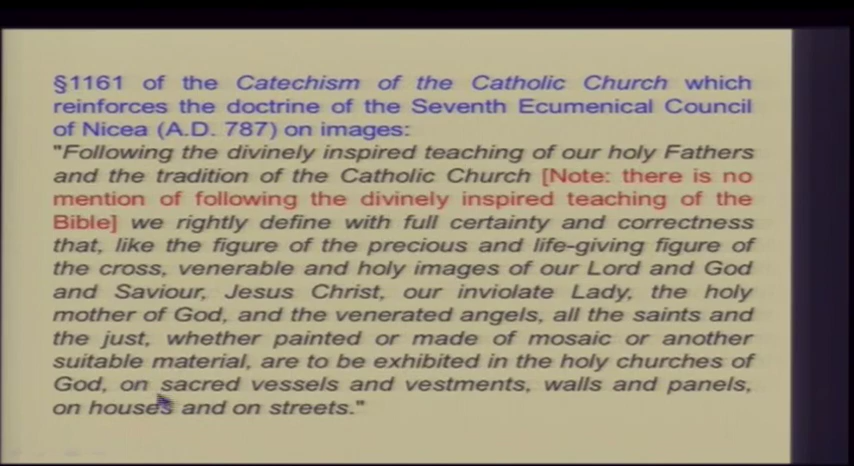 §1161 of the Catechism of the Catholic Church which
reinforces the doctrine of the Seventh Ecumenical Council
of Nicea (A.D. 787) on images:
"Following the divinely inspired teaching of our holy Fathers
and the tradition of the Catholic Church [Note: there is no
mention of following the divinely inspired teaching of the
Bible] we rightly define with full certainty and correctness
that, like the figure of the precious and life-giving figure of
the cross, venerable and holy images of our Lord and God
and Saviour, Jesus Christ, our inviolate Lady, the holy
mother of God, and the venerated angels, all the saints and
the just, whether painted or made of mosaic or another
suitable material, are to be exhibited in the holy churches of
God, on sacred vessels and vestments, walls and panels,
on houses and on streets."